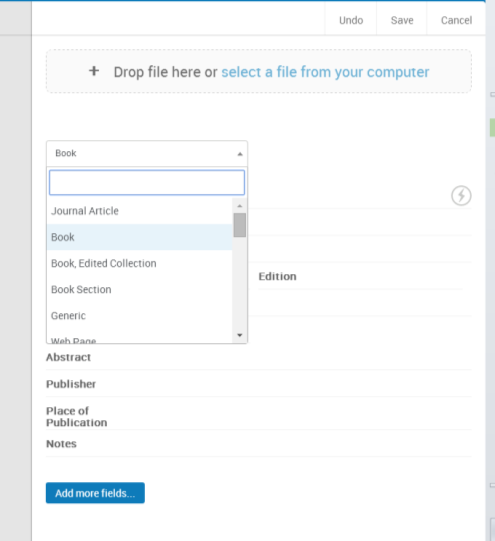 Undo Save Cancel
+ Drop file here or select a file from your computer
Book
Journal Article
Book
Book, Edited Collection
Edition
Book Section
Generic
Web Page
Abstract
Publisher
Place of
Publication
Notes
Add more fields...